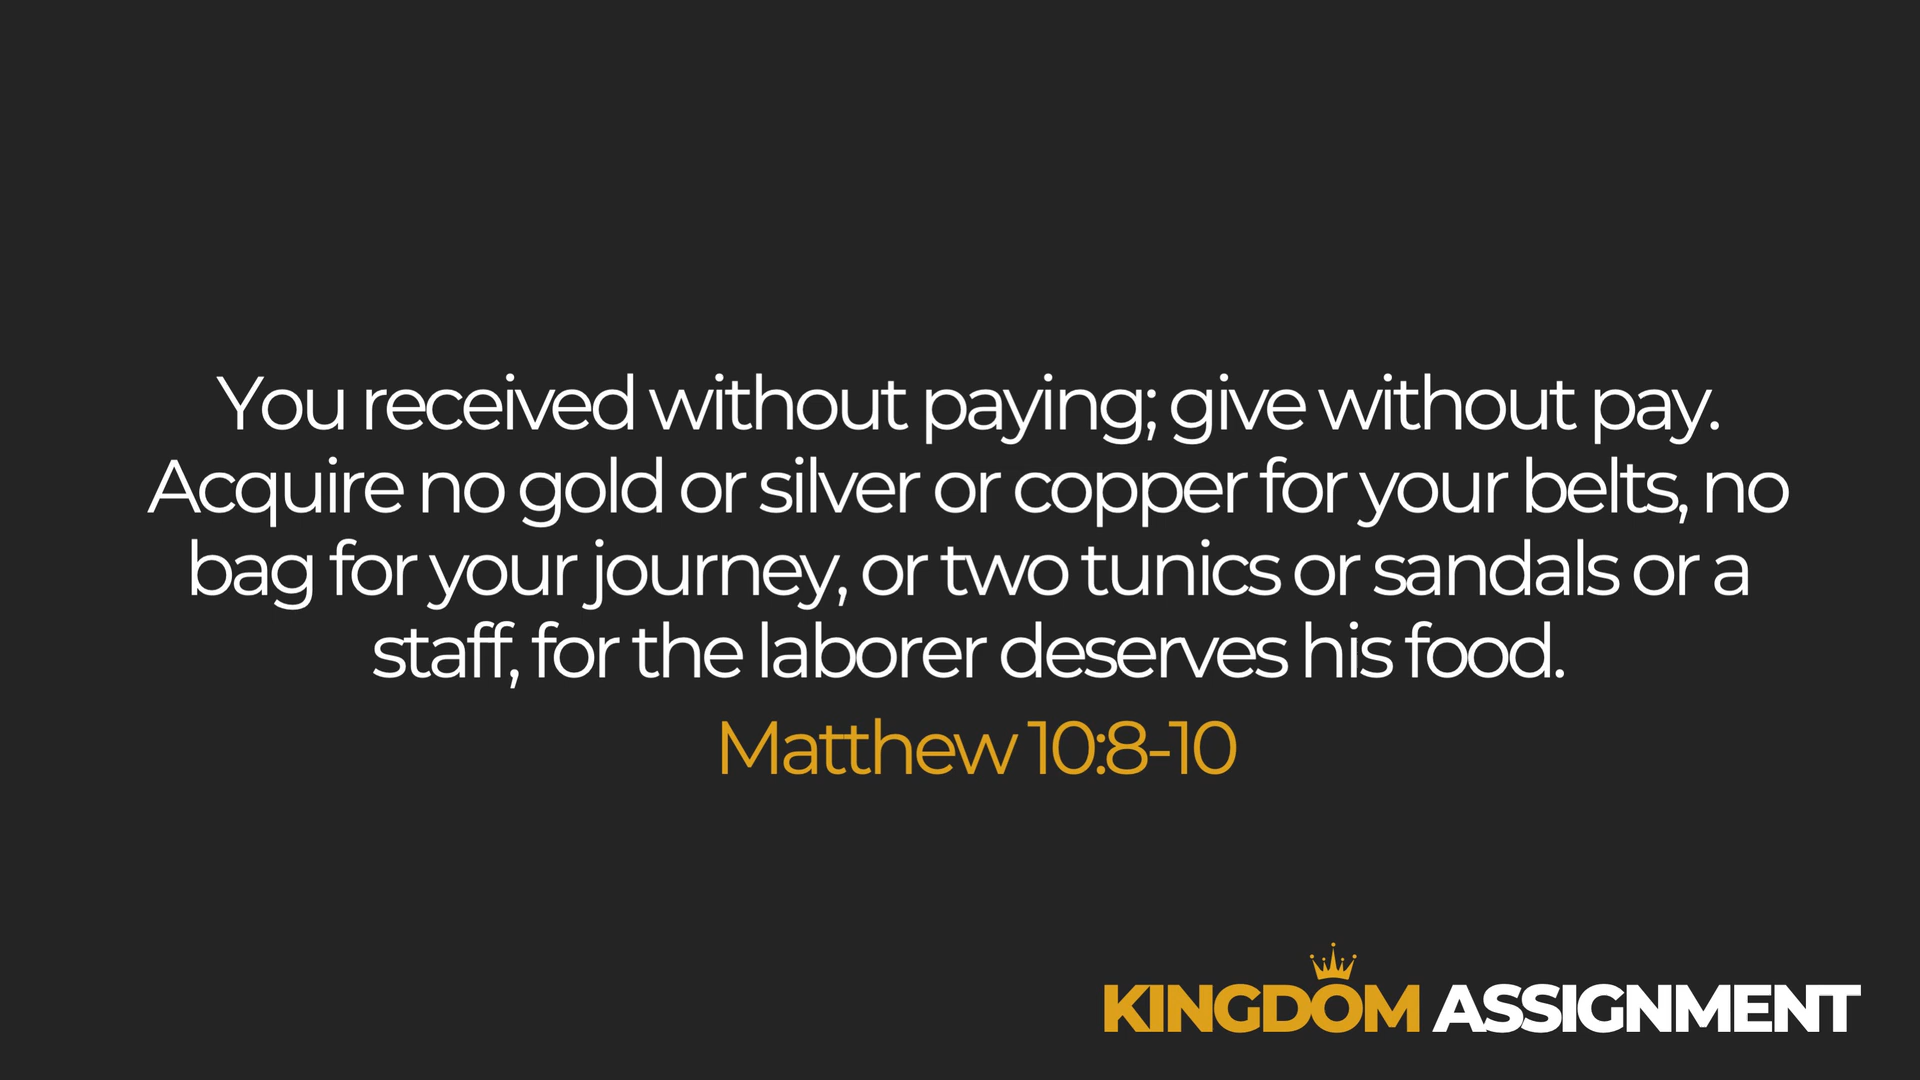 You received without paying; give without pay.
Acquire no gold or silver or copper for your belts, no
bag for your journey, or two tunics or sandals or a
staff, for the laborer deserves his food.
Matthew 10:8-10
KINGDOM ASSIGNMENT